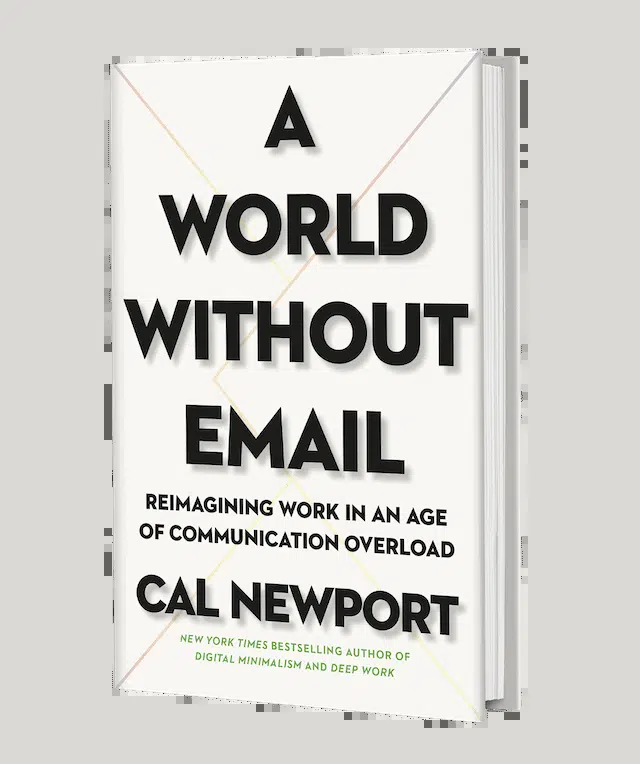 A
WORLD
WITHOUT
EMAIL
REIMAGINING WORK IN AN AGE
OF COMMUNICATION OVERLOAD
CAL NEWPORT
NEW YORK TIMES BESTSELLING AUTHOR OF
DIGITAL MINIMALISM AND DEEP WORK